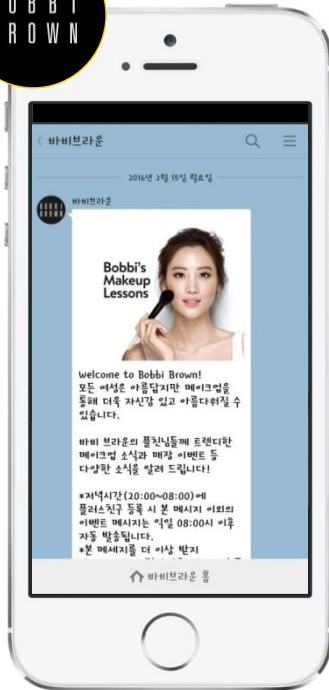 BOBBI
BROWN
바비브라운
2016년 2월 15일 월요일
바비브라운
Bobbi's
Makeup
Lessons
Welcome to Bobbi Brown!
모든 여성은 아름답지만 메이크업을
통해 더욱 자신감 있고 아름다워질 수
있습니다.
바비 브라운의 플친님들께 트렌디한
메이크업 소식과 매장 이벤트 등
다양한 소식을 알려 드립니다!
*저녁시간(20:00~08:00)에
플러스친구 등록 시 본 메시지 이외의
이벤트 메시지는 익일 08:00시 이후
자동 발송됩니다.
*본 메세지를 더 이상 받지
바비브라운 홈